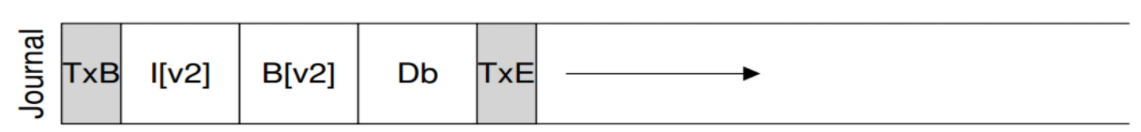 Journal
TxB I[v2] B[v2] Db TxE